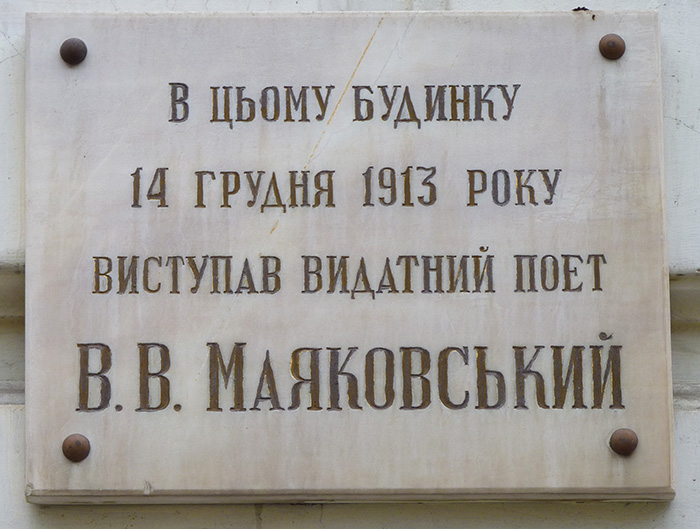 В ЦЬОМУ БУДИНКУ
14 ГРУДНЯ 1913 РОКУ
ВИСТУПАВ ВИДАТНИЙ ПОЕТ
В. В. МАЯКОВСЬКИЙ